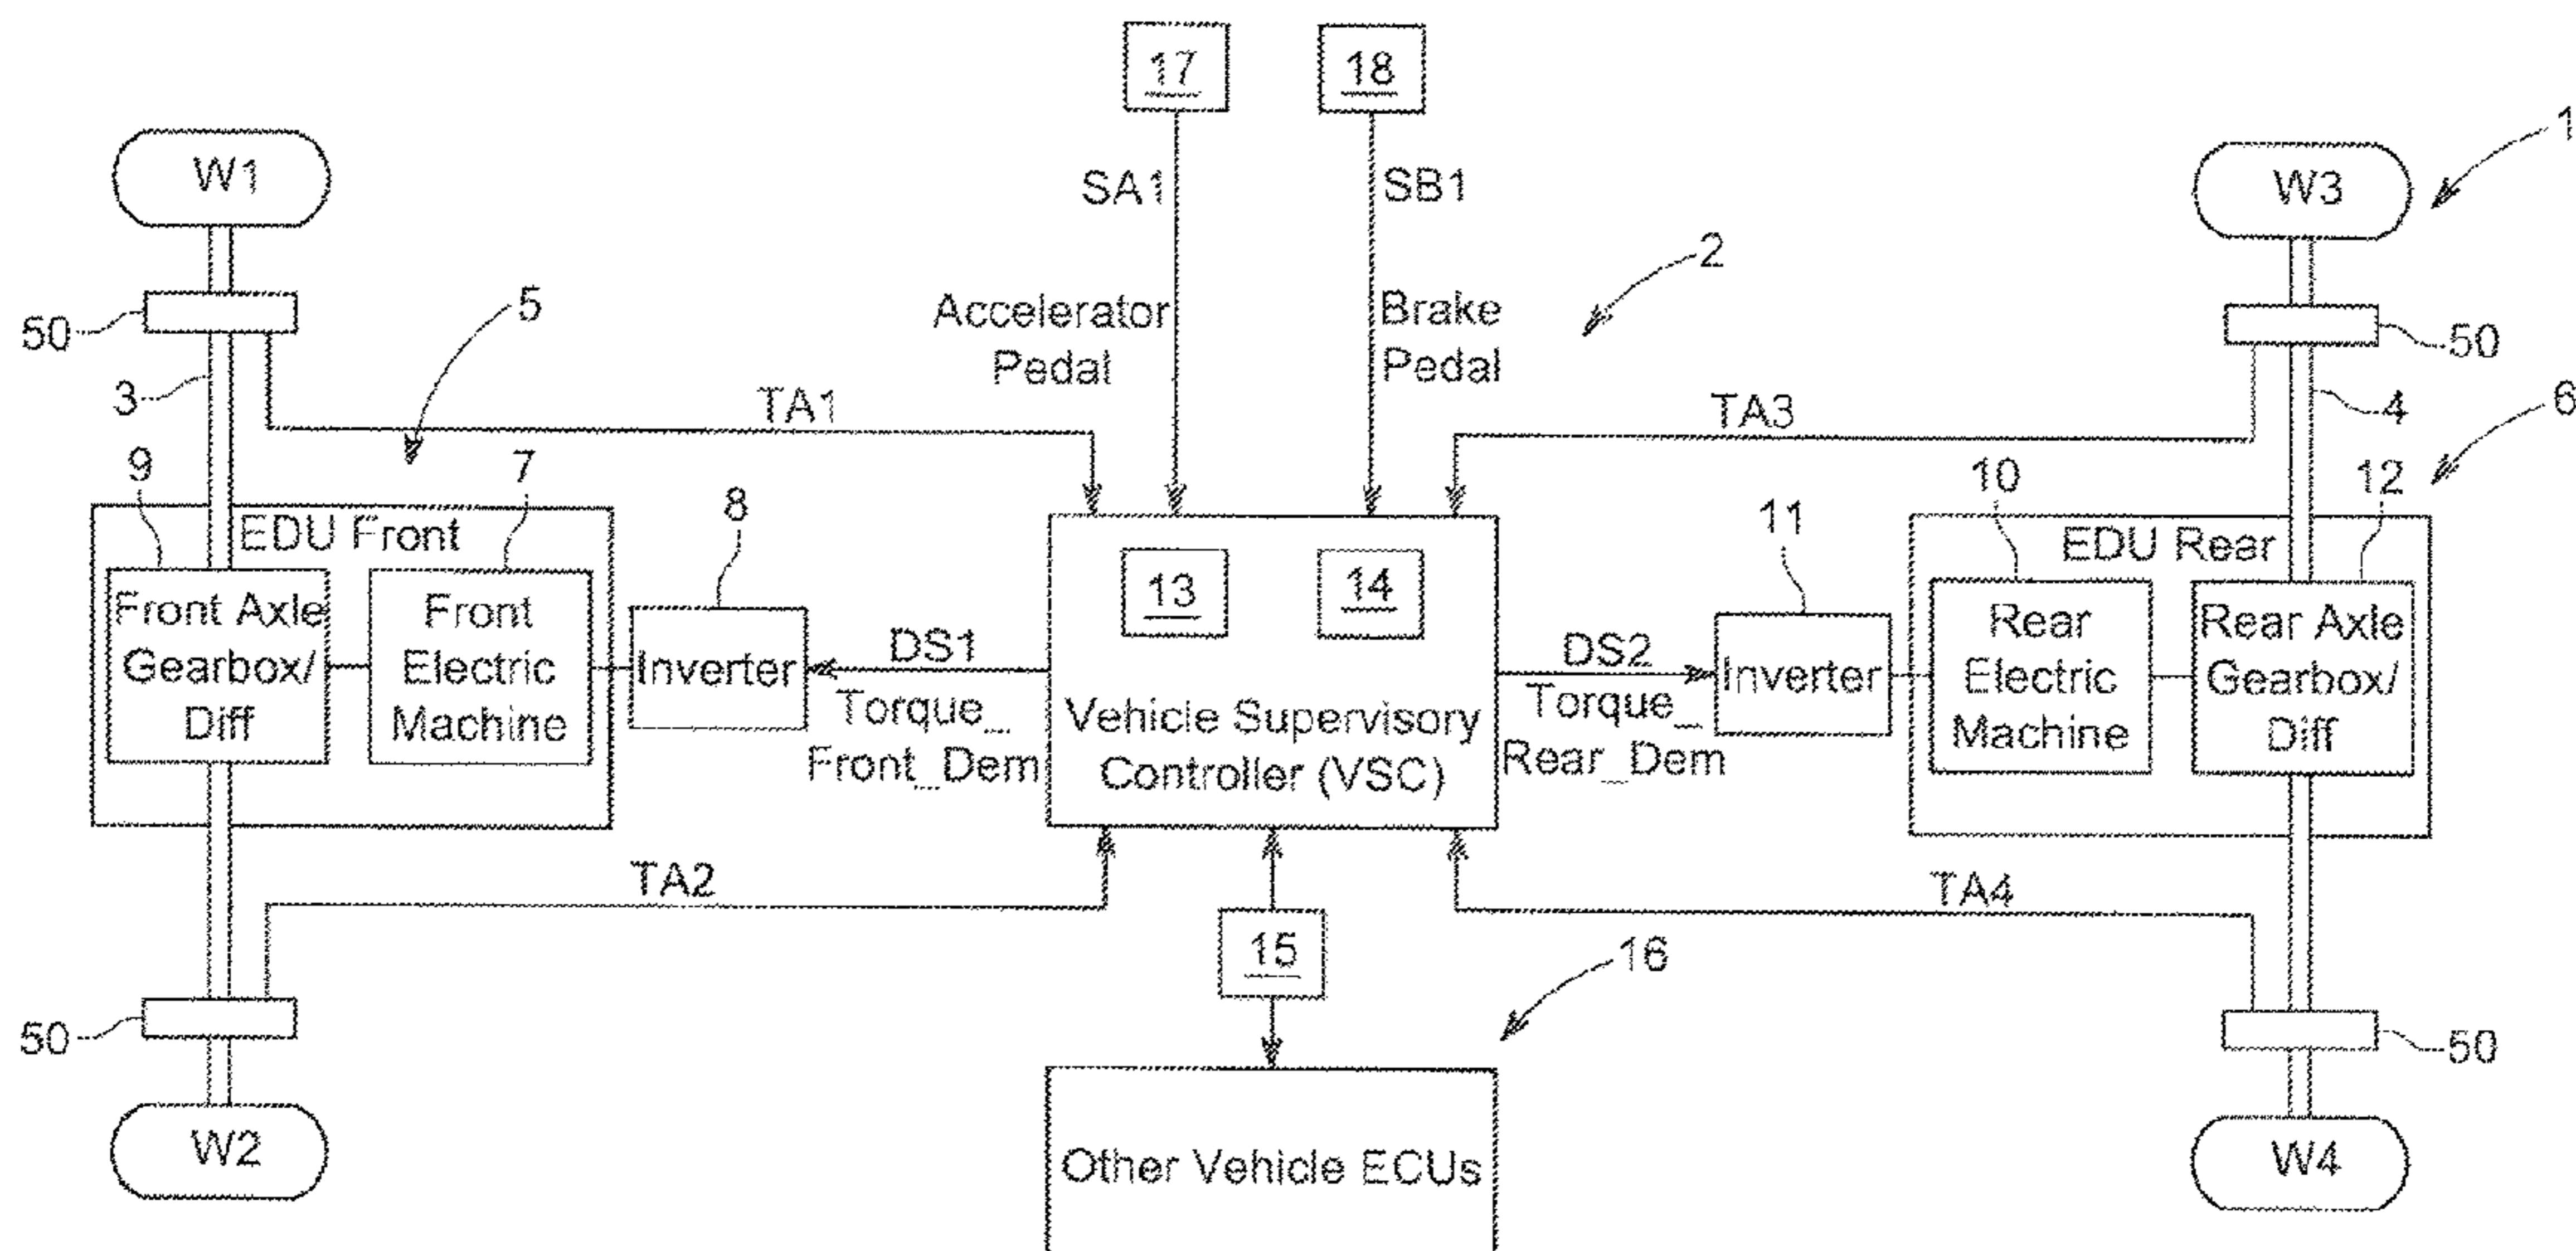 17
18
1
W1
W3
SA1
SB1
2
5
50
Accelerator
Pedal
Brake
Pedal
50
3
TA1
TA3
4
6
9
7
8
10
11
12
EDU Front
EDU Rear
Front Axle
Gearbox/
Diff
Front
Electric
Machine
Inverter
DS1
Torque_
Front_Dem
13
14
Vehicle Supervisory
Controller (VSC)
DS2
Torque_
Rear_Dem
Inverter
Rear
Electric
Machine
Rear Axle
Gearbox/
Diff
TA2
TA4
15
16
50
50
W2
W4
Other Vehicle ECUs